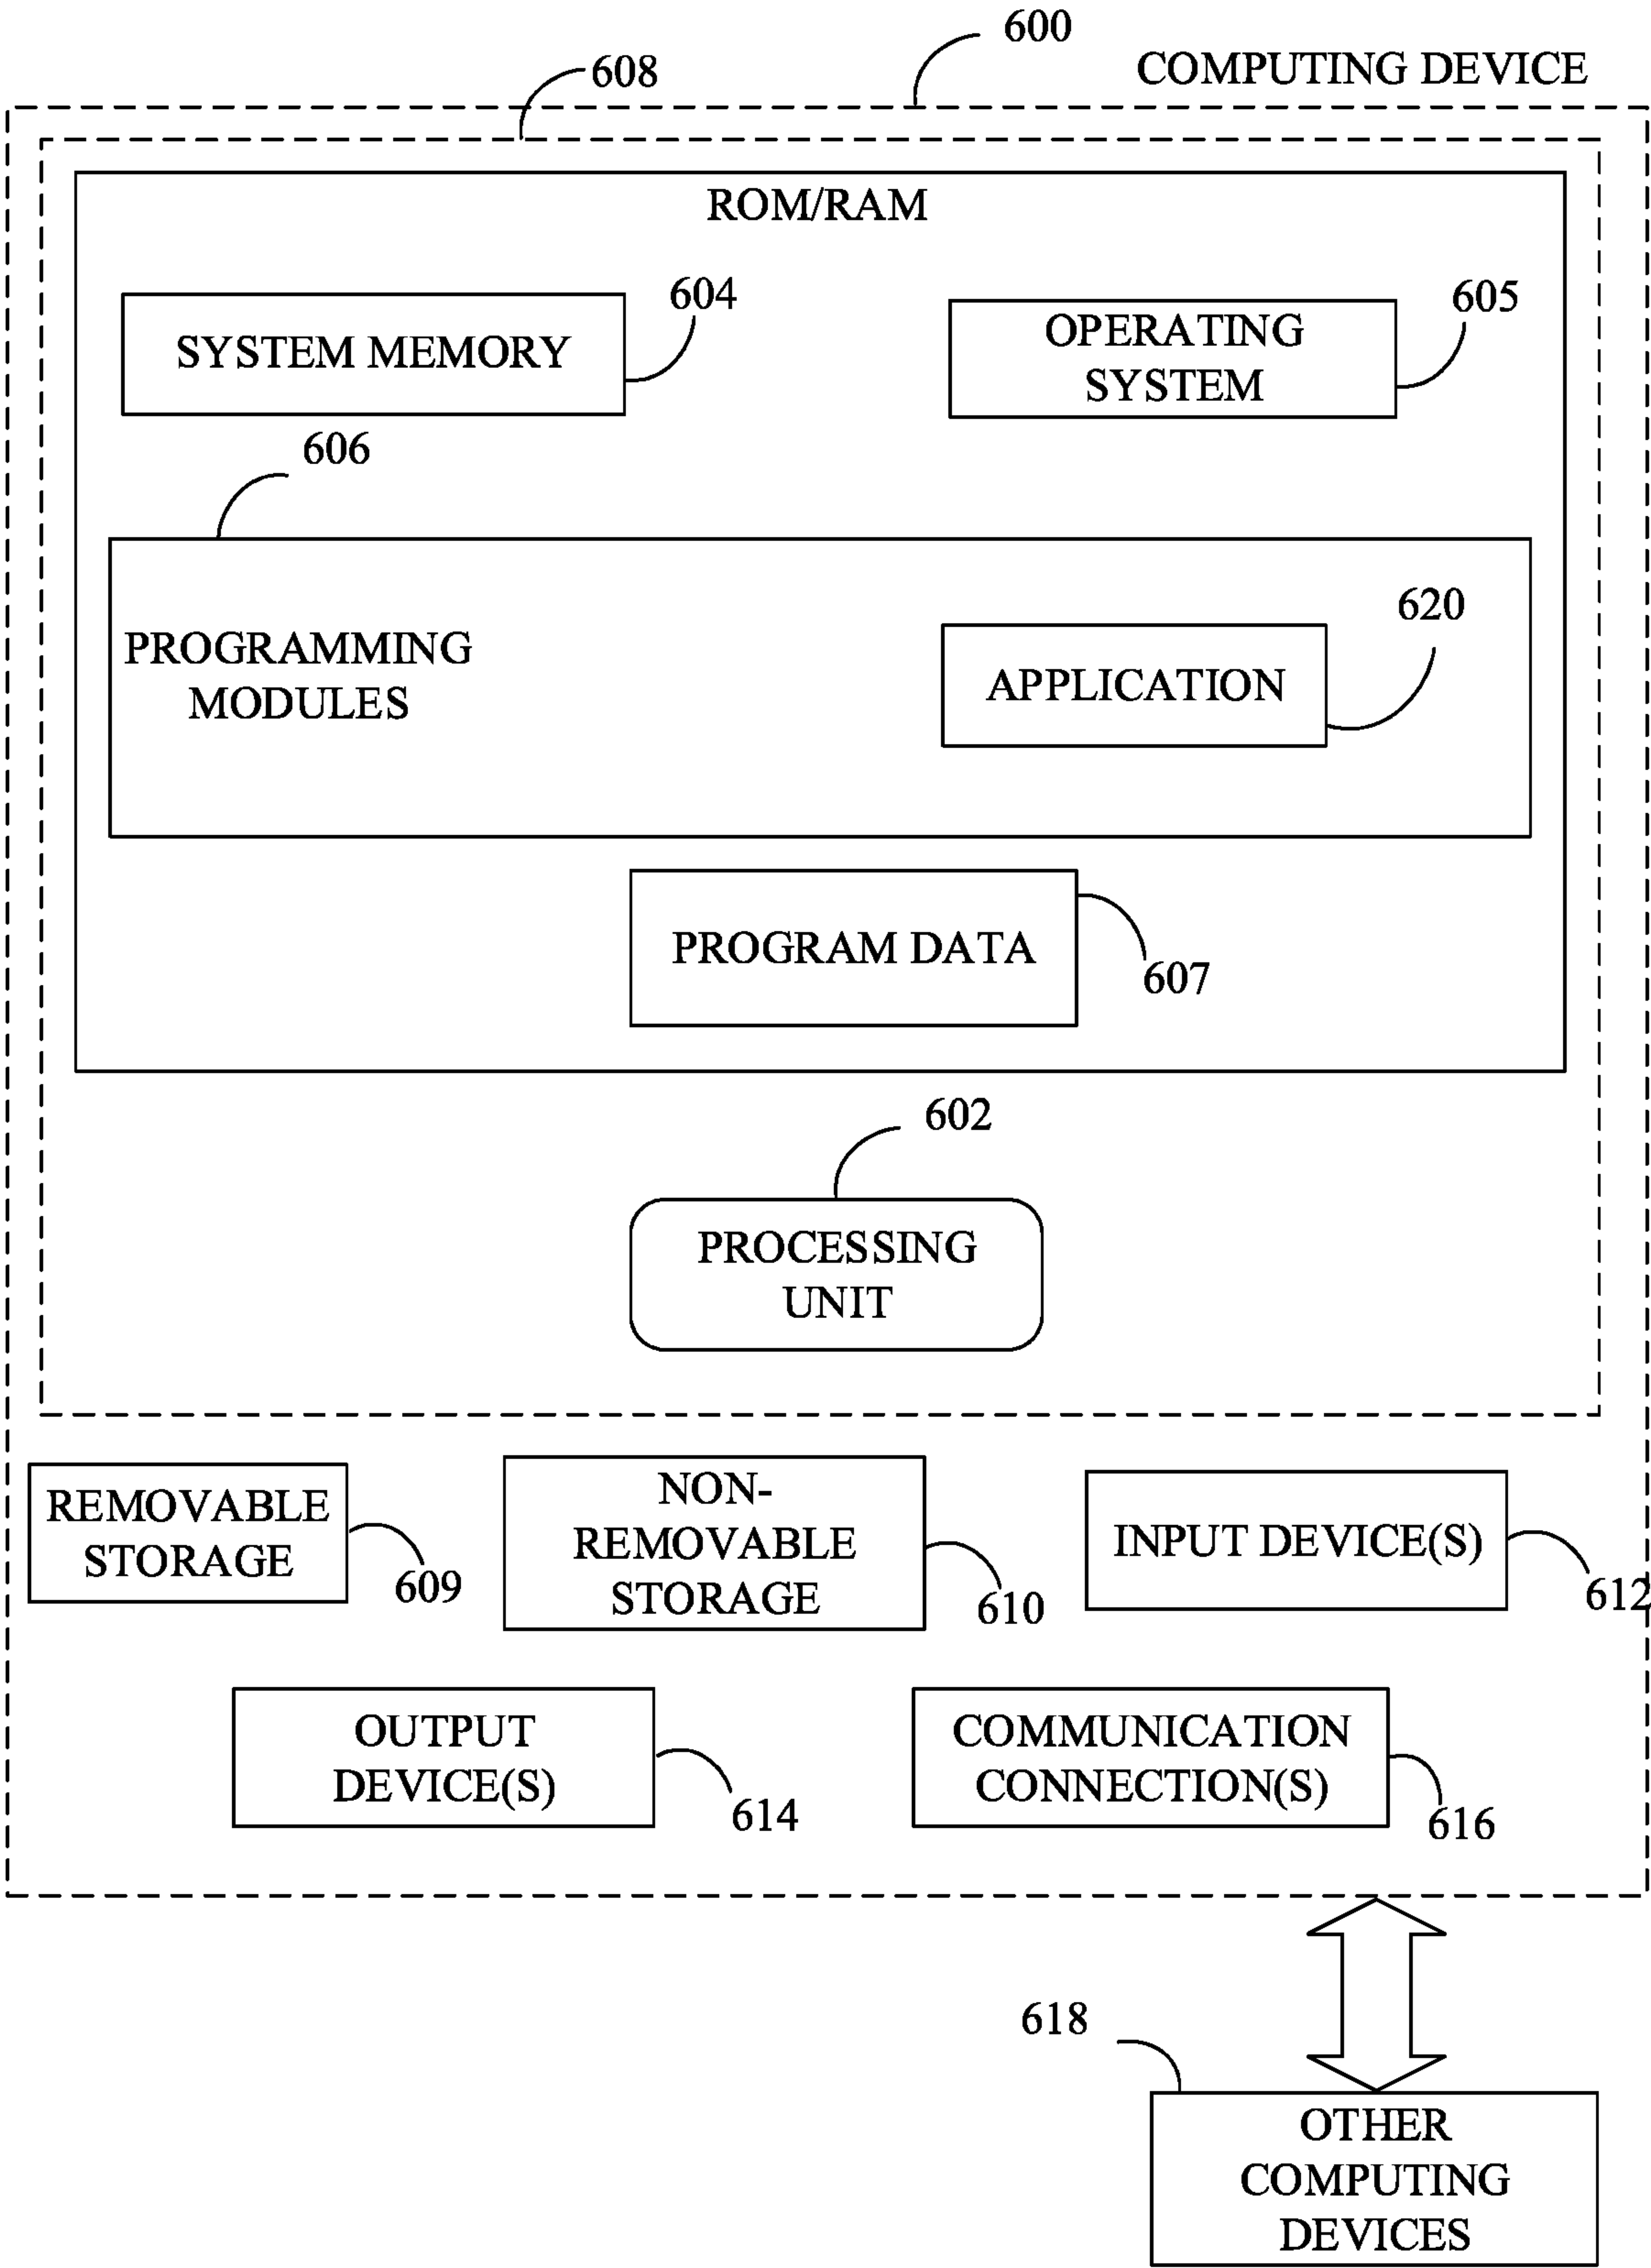 600
COMPUTING DEVICE
608
ROM/RAM
604
605
SYSTEM MEMORY
OPERATING
SYSTEM
606
620
PROGRAMMING
MODULES
APPLICATION
PROGRAM DATA
607
602
PROCESSING
UNIT
REMOVABLE
STORAGE
609
NON-
REMOVABLE
STORAGE
610
INPUT DEVICE(S)
612
OUTPUT
DEVICE(S)
614
COMMUNICATION
CONNECTION(S)
616
618
OTHER
COMPUTING
DEVICES